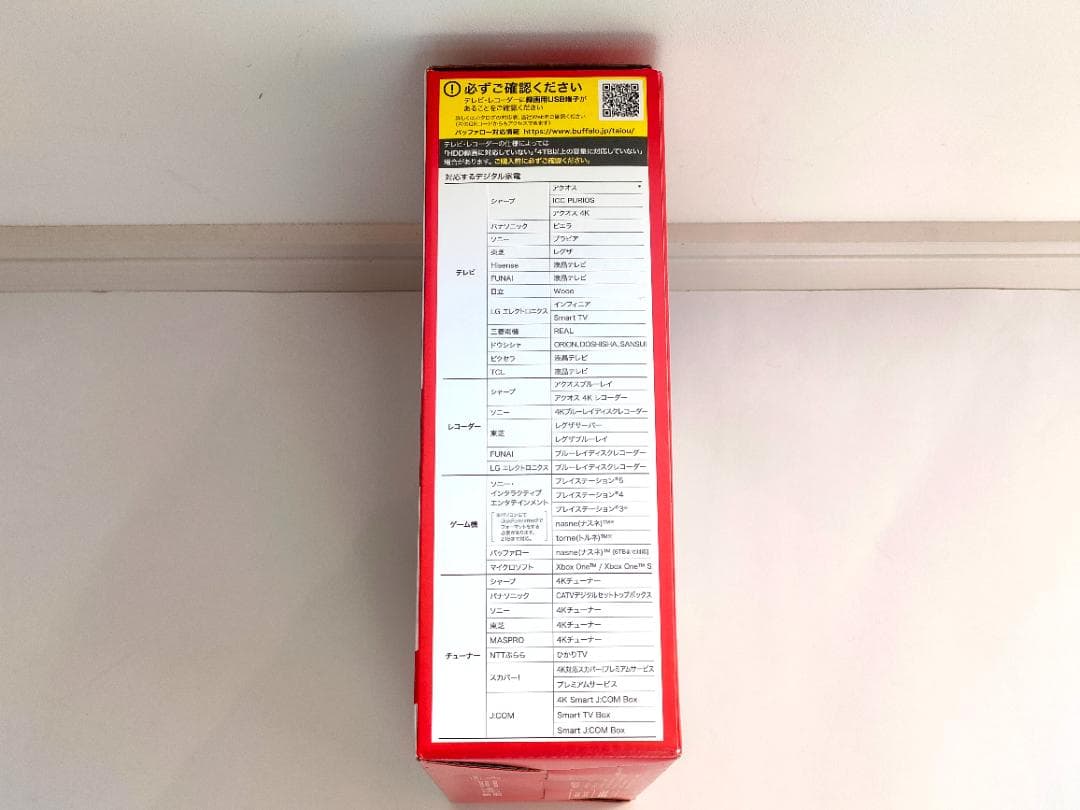 必ずご確認ください
テレビ・レコーダーに録画用USB端子が
あることをご確認ください
バッファロー対応情報 https://www.buffalo.jp/taiou/
テレビ・レコーダーの仕様によっては
「HDD録画に対応していない」「4TB以上の容量に対応していない」
場合があります。ご購入前に必ずご確認ください。
対応するデジタル家電
テレビ
シャープ アクオス
ICC PURIOS
アクオス 4K
パナソニック ビエラ
ソニー ブラビア
東芝 レグザ
Hisense 液晶テレビ
FUNAI 液晶テレビ
日立 Wooo
LG エレクトロニクス インフィニア
Smart TV
三菱電機 REAL
ドウシシャ ORION,DOSHISHA,SANSUI
ピクセラ 液晶テレビ
TCL 液晶テレビ
レコーダー
シャープ アクオスブルーレイ
アクオス 4K レコーダー
ソニー 4Kブルーレイディスクレコーダー
東芝 レグザサーバー
レグザブルーレイ
FUNAI ブルーレイディスクレコーダー
LG エレクトロニクス ブルーレイディスクレコーダー
ゲーム機
ソニー・
インタラクティブ
エンタテインメント
プレイステーション®5
プレイステーション®4
プレイステーション®3※
nasne(ナスネ)™※
torne(トルネ)™※
バッファロー nasne(ナスネ)™ (6TBまで対応)
マイクロソフト Xbox One™ / Xbox One™ S
チューナー
シャープ 4Kチューナー
パナソニック CATVデジタルセットトップボックス
ソニー 4Kチューナー
東芝 4Kチューナー
MASPRO 4Kチューナー
NTTぷらら ひかりTV
スカパー! 4K対応スカパー!プレミアムサービス
プレミアムサービス
J:COM 4K Smart J:COM Box
Smart TV Box
Smart J:COM Box